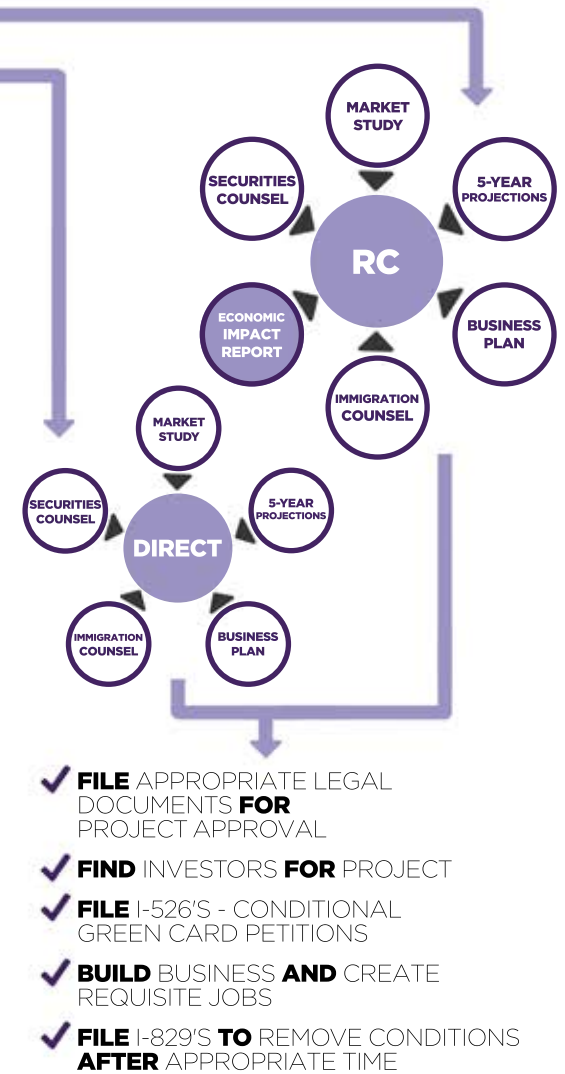 MARKET
STUDY
SECURITIES
COUNSEL
5-YEAR
PROJECTIONS
RC
ECONOMIC
IMPACT
REPORT
BUSINESS
PLAN
IMMIGRATION
COUNSEL
MARKET
STUDY
SECURITIES
COUNSEL
5-YEAR
PROJECTIONS
DIRECT
IMMIGRATION
COUNSEL
BUSINESS
PLAN
FILE APPROPRIATE LEGAL
DOCUMENTS FOR
PROJECT APPROVAL
FIND INVESTORS FOR PROJECT
FILE I-526'S - CONDITIONAL
GREEN CARD PETITIONS
BUILD BUSINESS AND CREATE
REQUISITE JOBS
FILE I-829'S TO REMOVE CONDITIONS
AFTER APPROPRIATE TIME